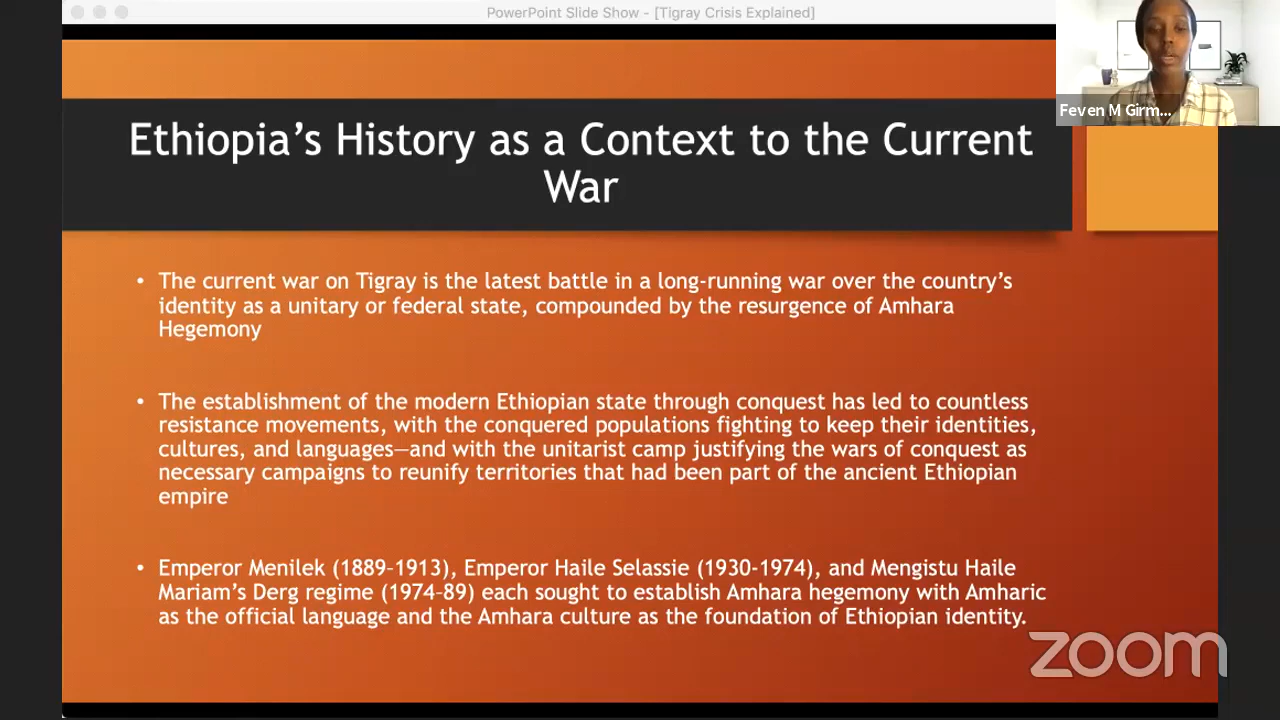 PowerPoint Slide Show - [Tigray Crisis Explained]
Feven M Girm...
Ethiopia's History as a Context to the Current
War
• The current war on Tigray is the latest battle in a long-running war over the country's
identity as a unitary or federal state, compounded by the resurgence of Amhara
Hegemony
• The establishment of the modern Ethiopian state through conquest has led to countless
resistance movements, with the conquered populations fighting to keep their identities,
cultures, and languages—and with the unitarist camp justifying the wars of conquest as
necessary campaigns to reunify territories that had been part of the ancient Ethiopian
empire
• Emperor Menilek (1889–1913), Emperor Haile Selassie (1930-1974), and Mengistu Haile
Mariam's Derg regime (1974–89) each sought to establish Amhara hegemony with Amharic
as the official language and the Amhara culture as the foundation of Ethiopian identity.
zoom